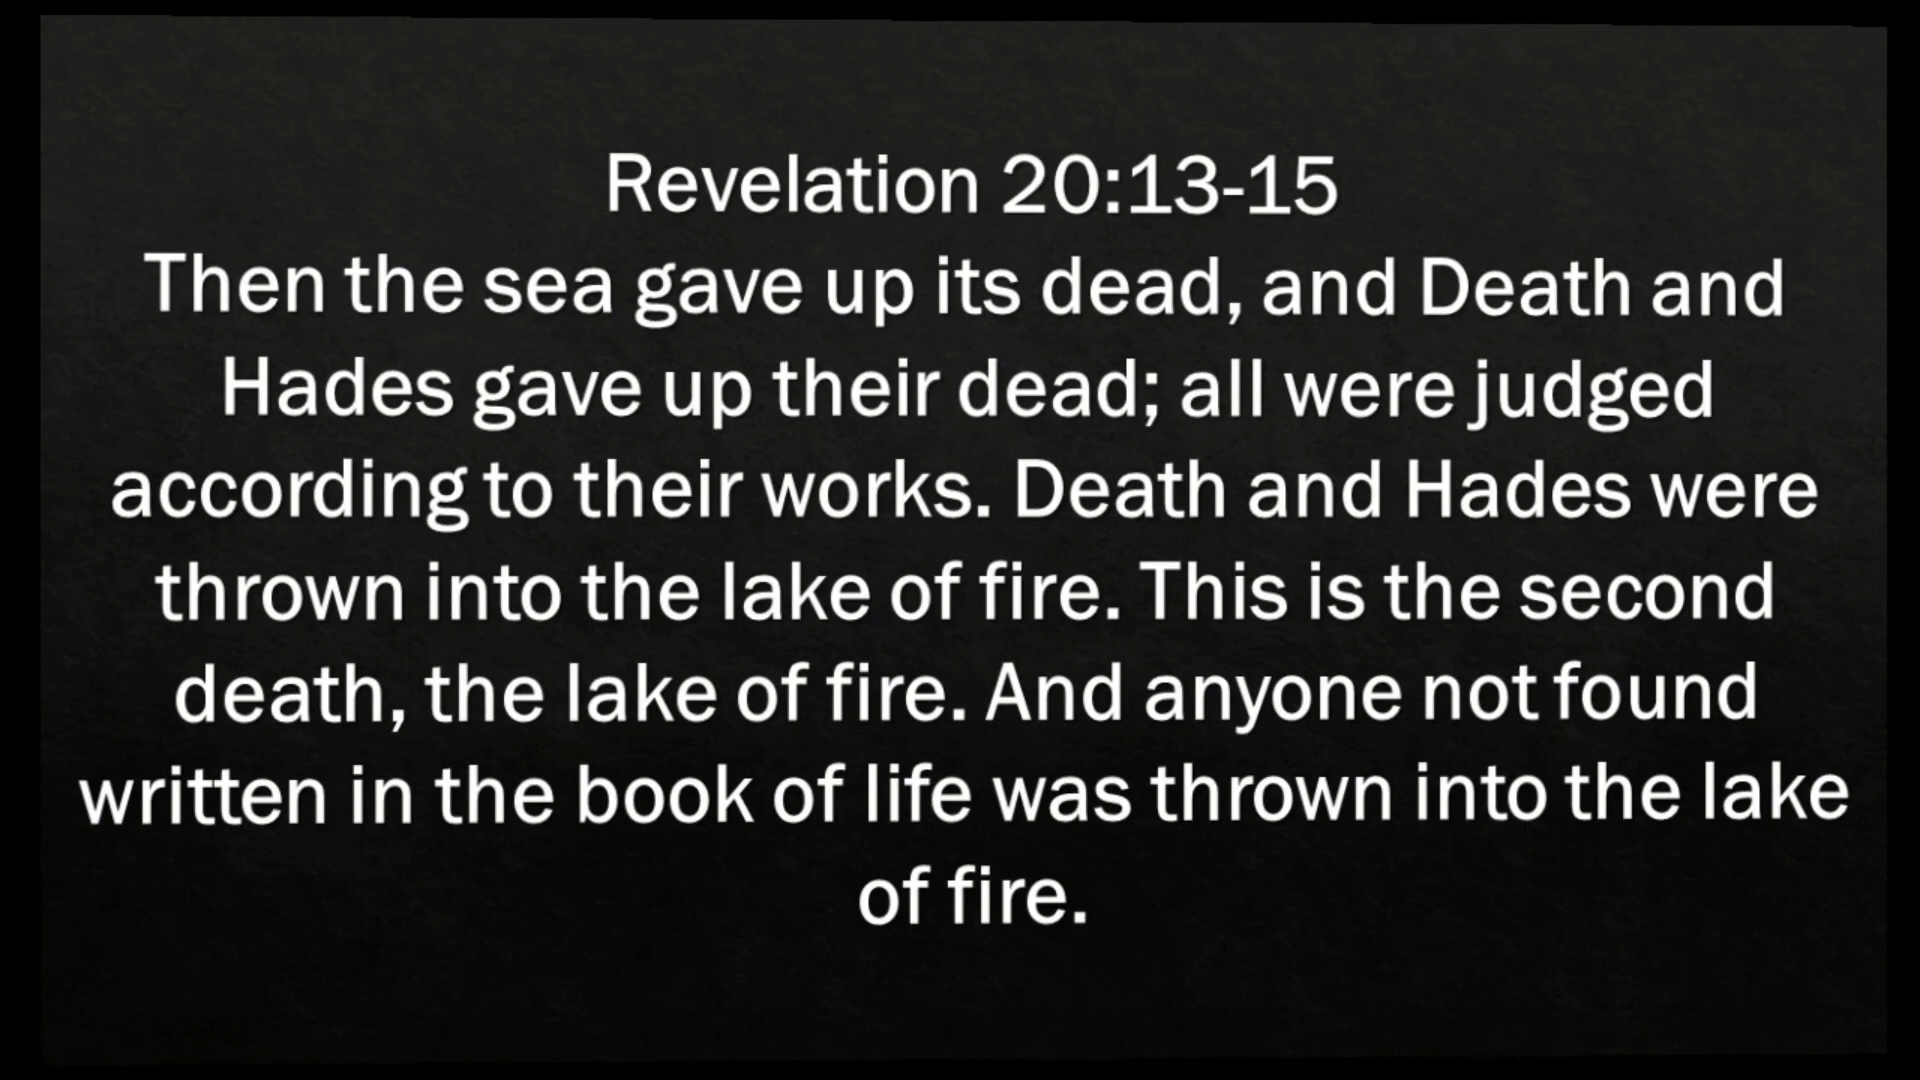 Revelation 20:13-15
Then the sea gave up its dead, and Death and
Hades gave up their dead; all were judged
according to their works. Death and Hades were
thrown into the lake of fire. This is the second
death, the lake of fire. And anyone not found
written in the book of life was thrown into the lake
of fire.